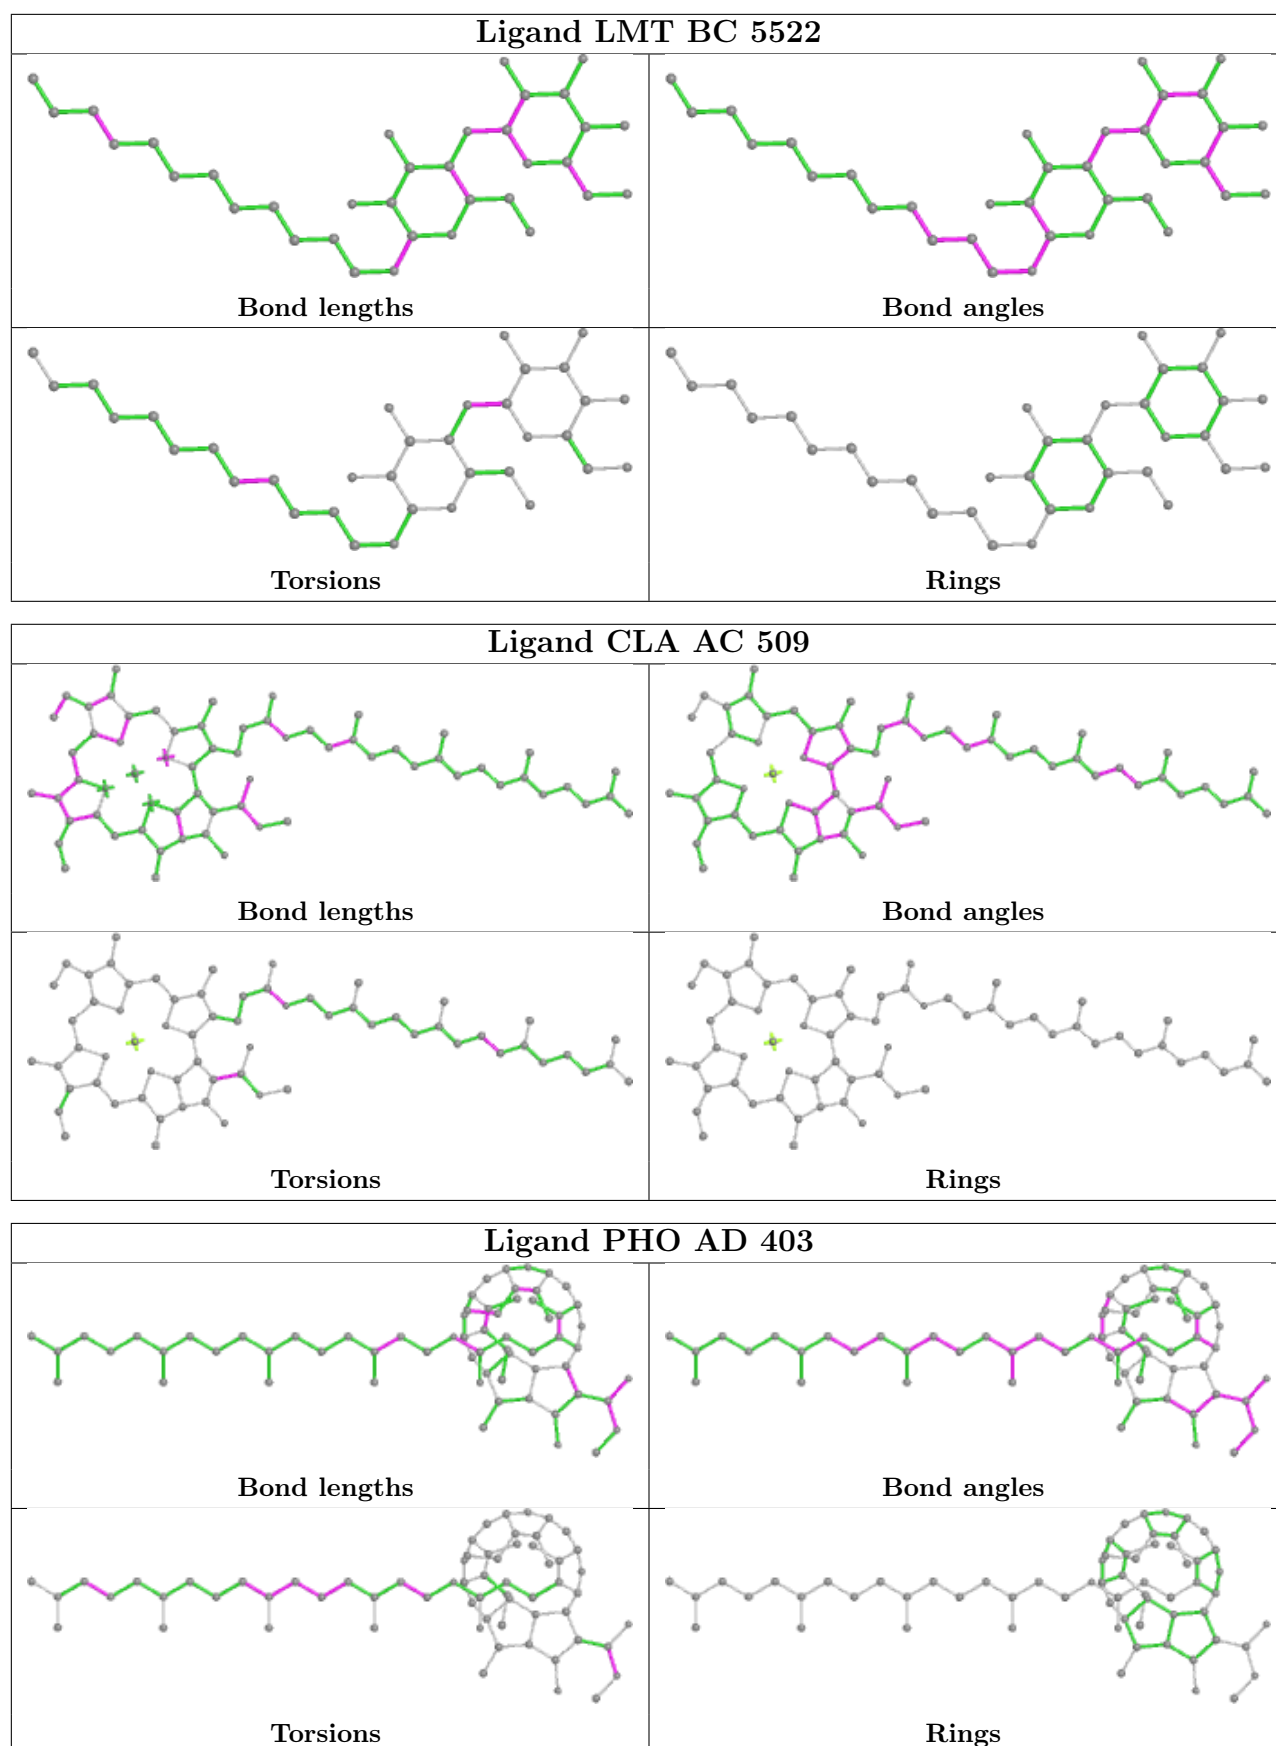 Ligand LMT BC 5522
Bond lengths
Bond angles
Torsions
Rings
Ligand CLA AC 509
Bond lengths
Bond angles
Torsions
Rings
Ligand PHO AD 403
Bond lengths
Bond angles
Torsions
Rings